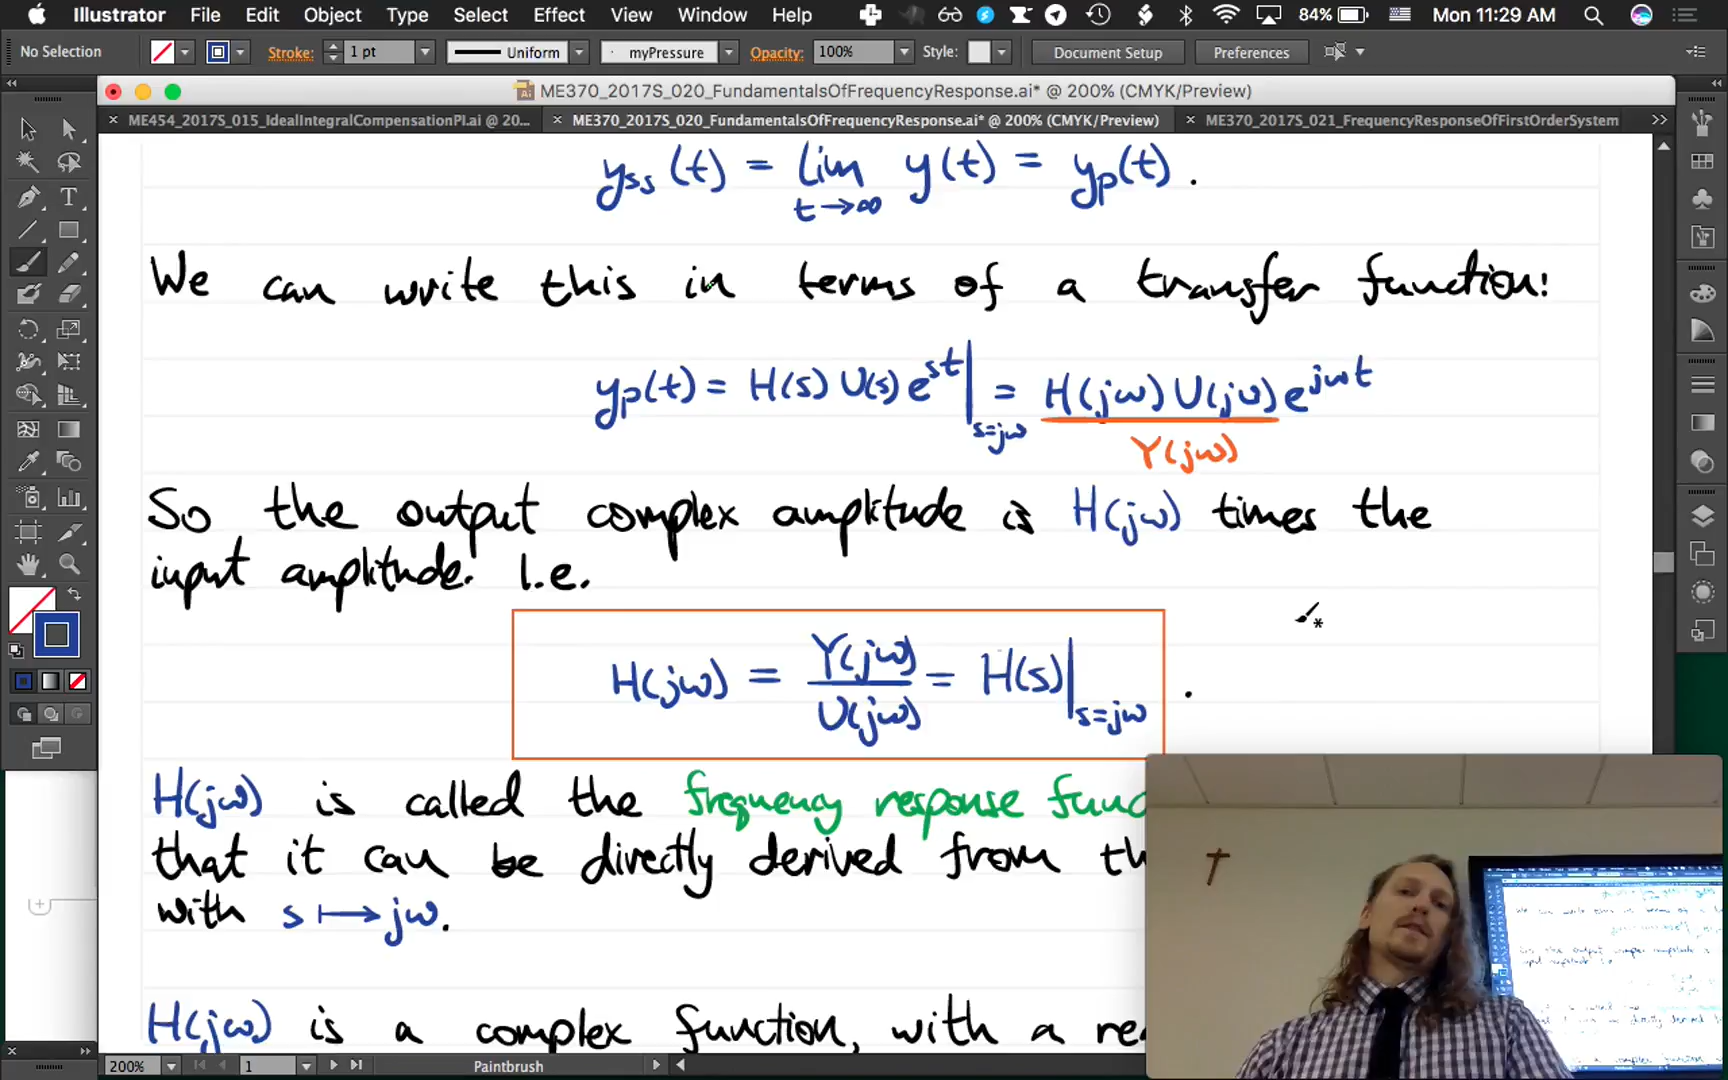 Illustrator File Edit Object Type Select Effect View Window Help 84% Mon 11:29 AM
No Selection Stroke: 1 pt Uniform myPressure Opacity: 100% Style: Document Setup Preferences
ME370_2017S_020_FundamentalsOfFrequencyResponse.ai* @ 200% (CMYK/Preview)
ME454_2017S_015_IdealIntegralCompensationPI.ai @ 20... ME370_2017S_020_FundamentalsOfFrequencyResponse.ai* @ 200% (CMYK/Preview) ME370_2017S_021_FrequencyResponseOfFirstOrderSystem
yss(t) = lim t→∞ y(t) = yp(t).
We can write this in terms of a transfer function:
yp(t) = H(s) U(s) e^st |s=jω = H(jω) U(jω) e^jωt
Y(jω)
So the output complex amplitude is H(jω) times the
input amplitude. I.e.
H(jω) = Y(jω)/U(jω) = H(s)|s=jω .
H(jω) is called the frequency response func
that it can be directly derived from th
with s ↦ jω.
H(jω) is a complex function, with a re
200% 1 Paintbrush